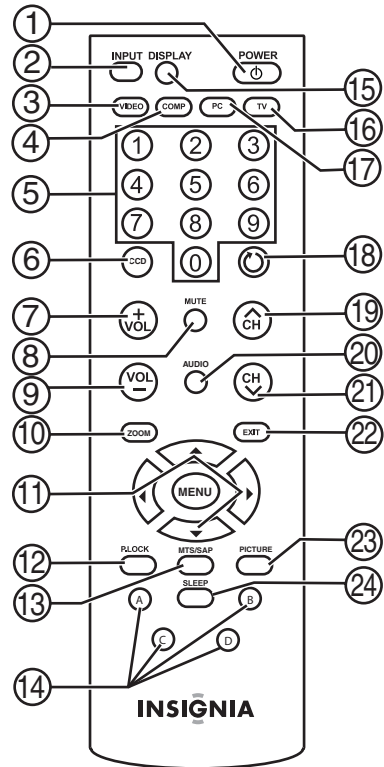 1
INPUT DISPLAY POWER
2
15
3 VIDEO COMP PC TV
4 16
17
5
1 2 3
4 5 6
7 8 9
6 CCD 0 18
7 + VOL MUTE CH 19
8
20
9 VOL - AUDIO CH
21
10 ZOOM EXIT 22
11 MENU
12 P.LOCK MTS/SAP PICTURE 23
13 SLEEP 24
A B
C D
14
INSIGNIA